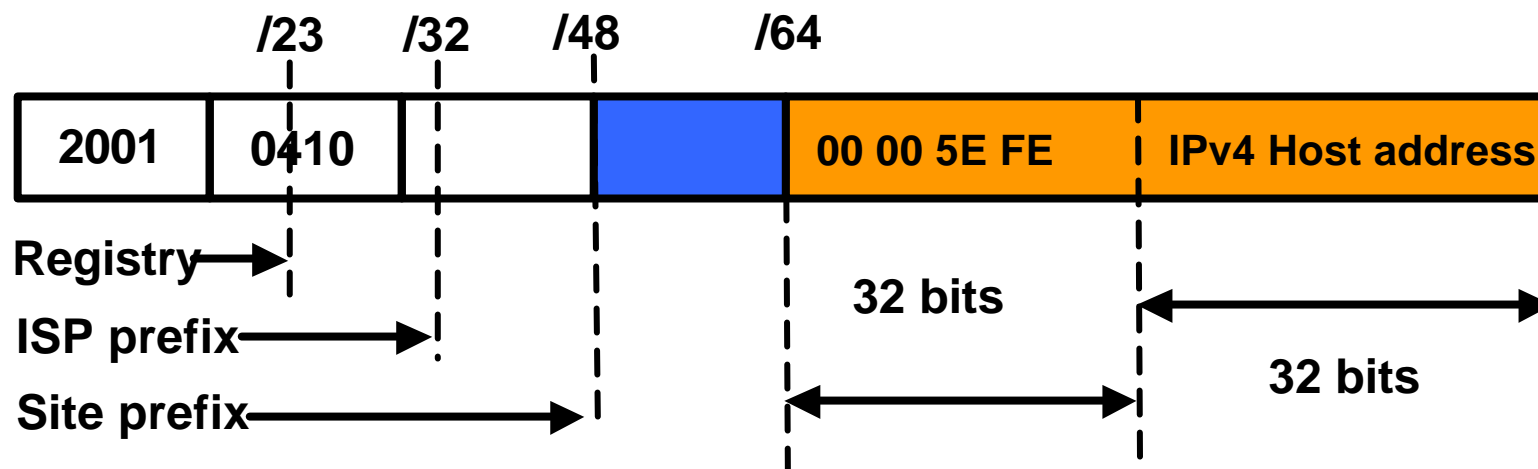 /23 /32 /48 /64
2001 0410 00 00 5E FE IPv4 Host address
Registry
32 bits
ISP prefix
32 bits
Site prefix